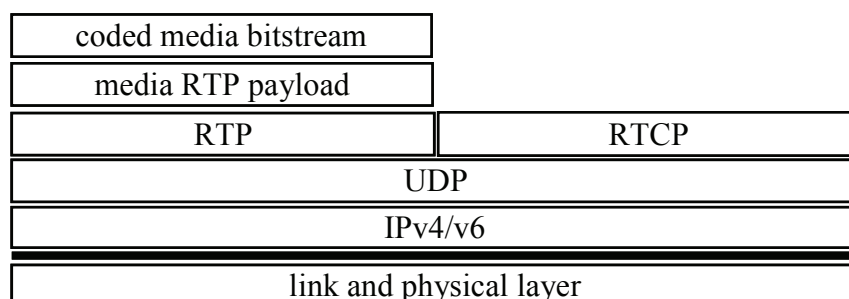 coded media bitstream
media RTP payload
RTP
RTCP
UDP
IPv4/v6
link and physical layer